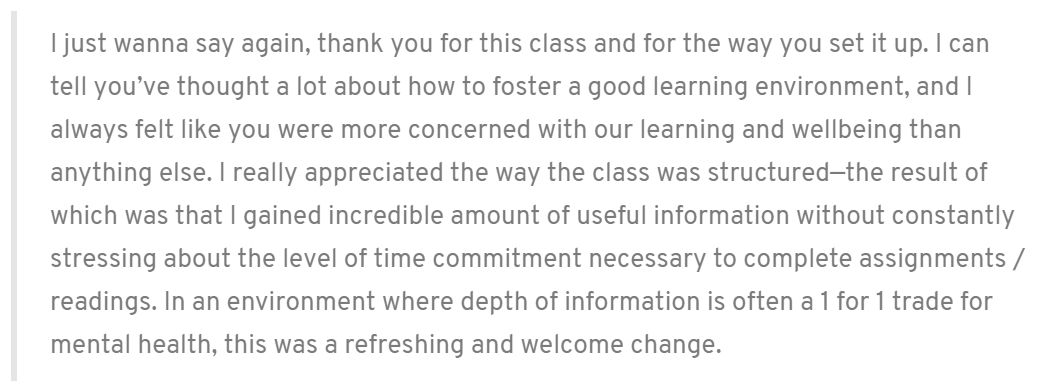 I just wanna say again, thank you for this class and for the way you set it up. I can
tell you’ve thought a lot about how to foster a good learning environment, and I
always felt like you were more concerned with our learning and wellbeing than
anything else. I really appreciated the way the class was structured—the result of
which was that I gained incredible amount of useful information without constantly
stressing about the level of time commitment necessary to complete assignments /
readings. In an environment where depth of information is often a 1 for 1 trade for
mental health, this was a refreshing and welcome change.